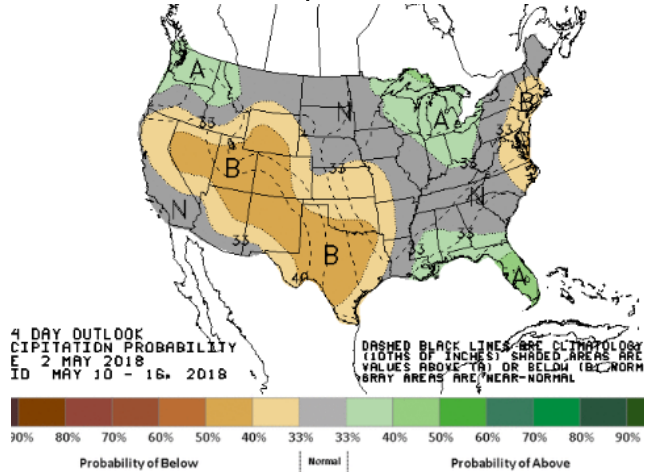 A
N
A
B
33
33
B
33
33
N
N
33
33
B
40
A
4 DAY OUTLOOK
CIPITATION PROBABILITY
E 2 MAY 2018
ID MAY 10 - 16, 2018
DASHED BLACK LINES ARE CLIMATOLOGY
(10THS OF INCHES) SHADED AREAS ARE
VALUES ABOVE (A) OR BELOW (B) NORM
GRAY AREAS ARE NEAR-NORMAL
90% 80% 70% 60% 50% 40% 33% 33% 40% 50% 60% 70% 80% 90%
Probability of Below Normal Probability of Above